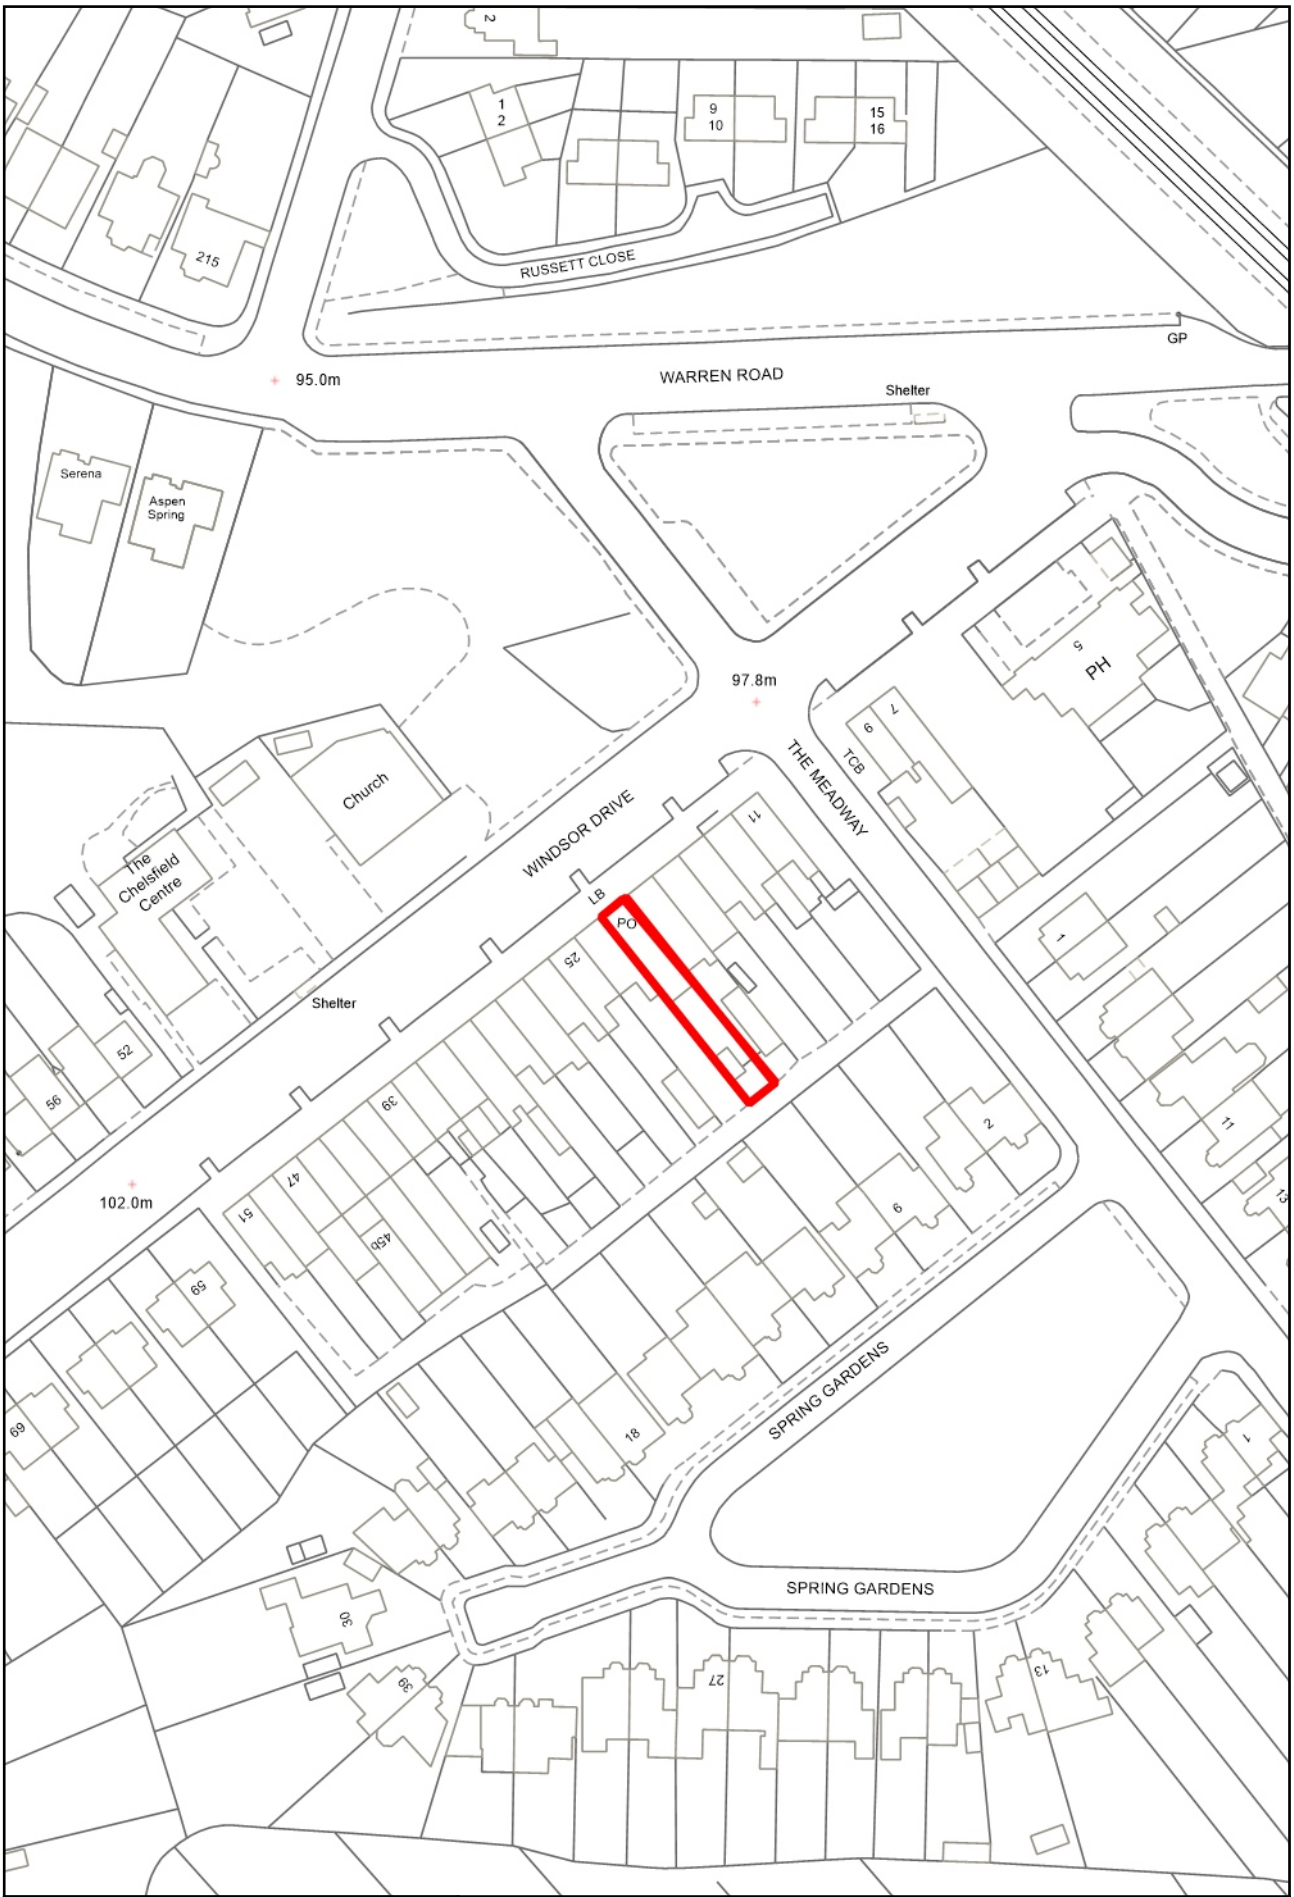 2
1
2
9
10
15
16
215
RUSSETT CLOSE
GP
95.0m
WARREN ROAD
Shelter
Serena
Aspen
Spring
5
PH
97.8m
7
9
TCB
THE MEADWAY
Church
WINDSOR DRIVE
11
The
Chelsfield
Centre
LB
PO
25
1
Shelter
52
56
39
2
11
13
102.0m
47
51
45b
9
59
SPRING GARDENS
69
18
1
SPRING GARDENS
30
39
27
13